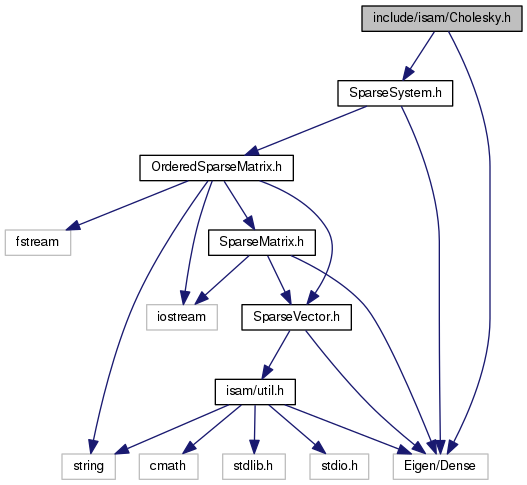 include/isam/Cholesky.h
SparseSystem.h
OrderedSparseMatrix.h
fstream
SparseMatrix.h
iostream
SparseVector.h
isam/util.h
string
cmath
stdlib.h
stdio.h
Eigen/Dense